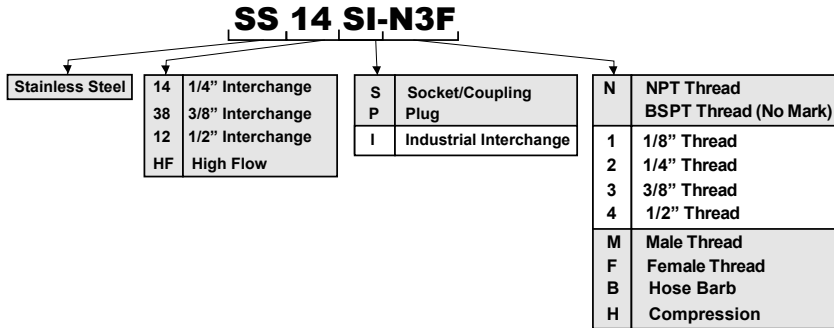 SS 14 SI-N3F
Stainless Steel
14 1/4” Interchange
38 3/8” Interchange
12 1/2” Interchange
HF High Flow
S Socket/Coupling
P Plug
I Industrial Interchange
N NPT Thread
BSPT Thread (No Mark)
1 1/8” Thread
2 1/4” Thread
3 3/8” Thread
4 1/2” Thread
M Male Thread
F Female Thread
B Hose Barb
H Compression